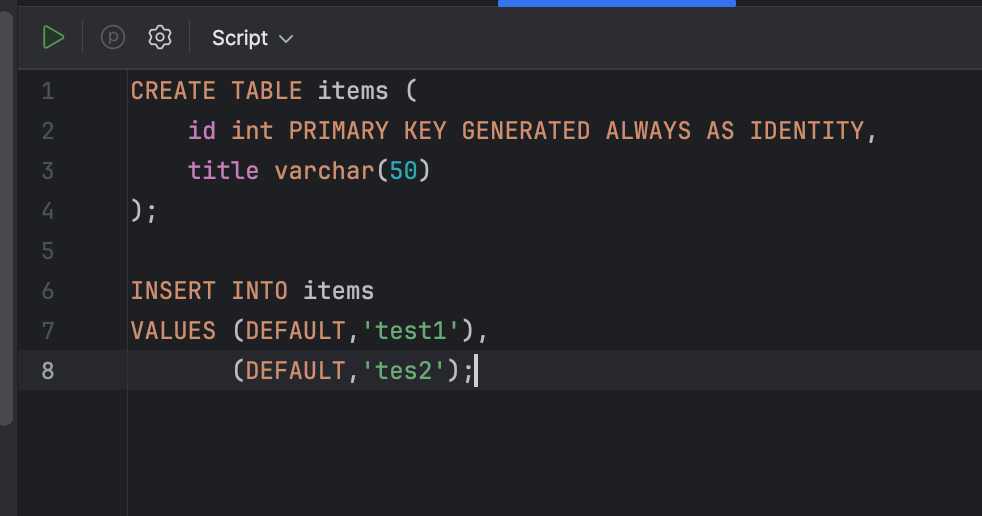 p Script
1 CREATE TABLE items (
2 id int PRIMARY KEY GENERATED ALWAYS AS IDENTITY,
3 title varchar(50)
4 );
5
6 INSERT INTO items
7 VALUES (DEFAULT,'test1'),
8 (DEFAULT,'tes2');